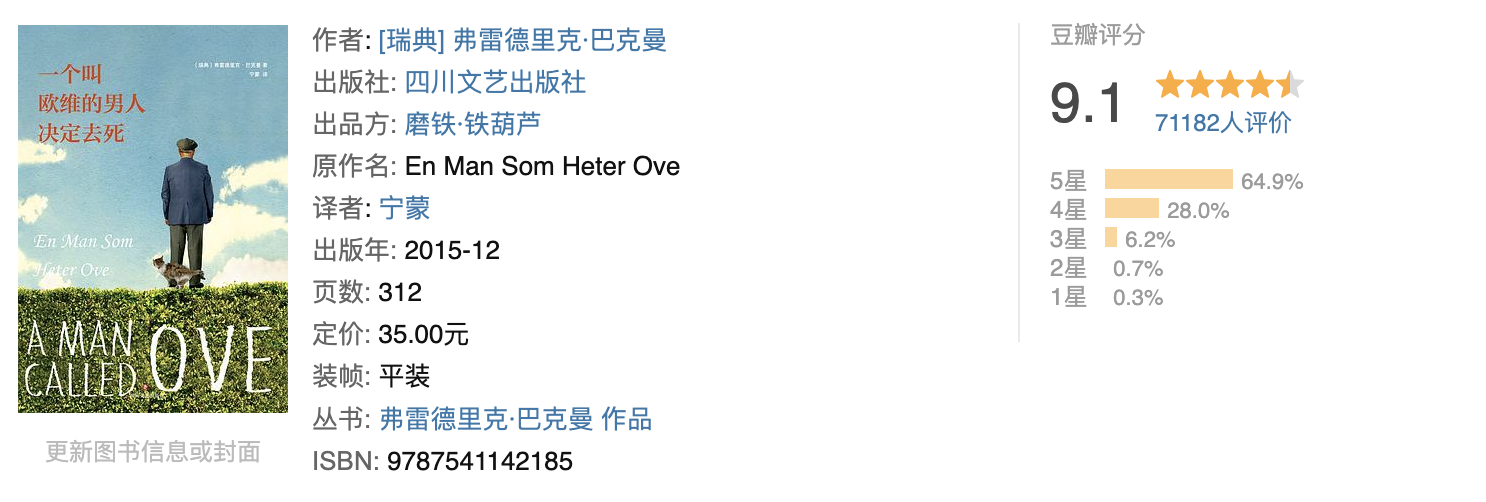 一个叫
欧维的男人
决定去死
[瑞典] 弗雷德里克·巴克曼 著
宁蒙 译
En Man Som
Heter Ove
A MAN
CALLED
OVE
更新图书信息或封面
作者: [瑞典] 弗雷德里克·巴克曼
出版社: 四川文艺出版社
出品方: 磨铁·铁葫芦
原作名: En Man Som Heter Ove
译者: 宁蒙
出版年: 2015-12
页数: 312
定价: 35.00元
装帧: 平装
丛书: 弗雷德里克·巴克曼 作品
ISBN: 9787541142185
豆瓣评分
9.1
71182人评价
5星 64.9%
4星 28.0%
3星 6.2%
2星 0.7%
1星 0.3%